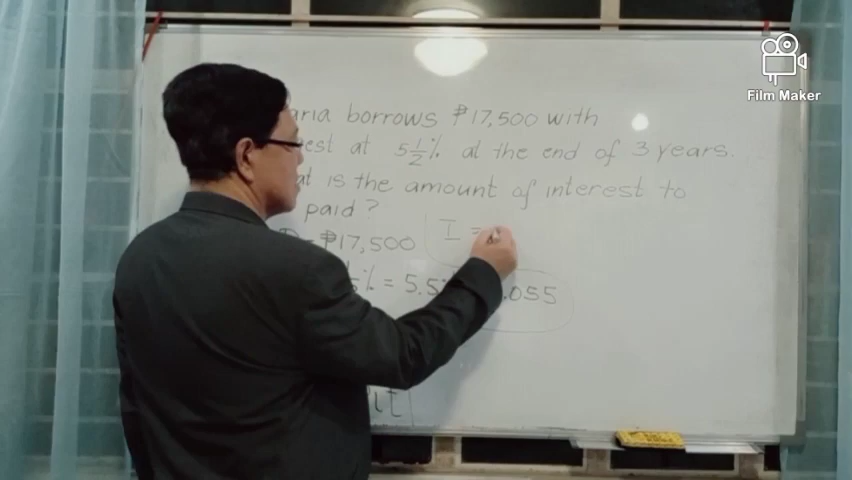 Film Maker
aria borrows ₱17,500 with
est at 5½% at the end of 3 years.
at is the amount of interest to
paid?
P = ₱17,500 I =
% = 5.5% .055